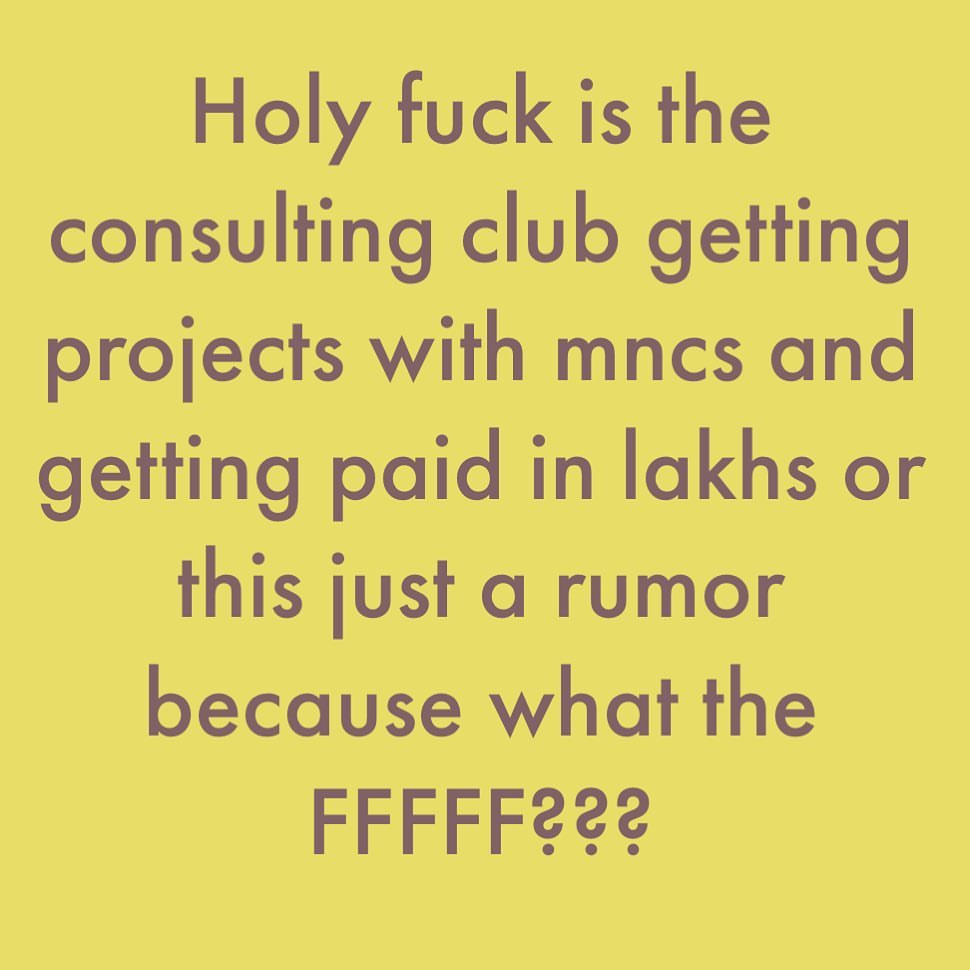 Holy fuck is the
consulting club getting
projects with mncs and
getting paid in lakhs or
this just a rumor
because what the
FFFFF???